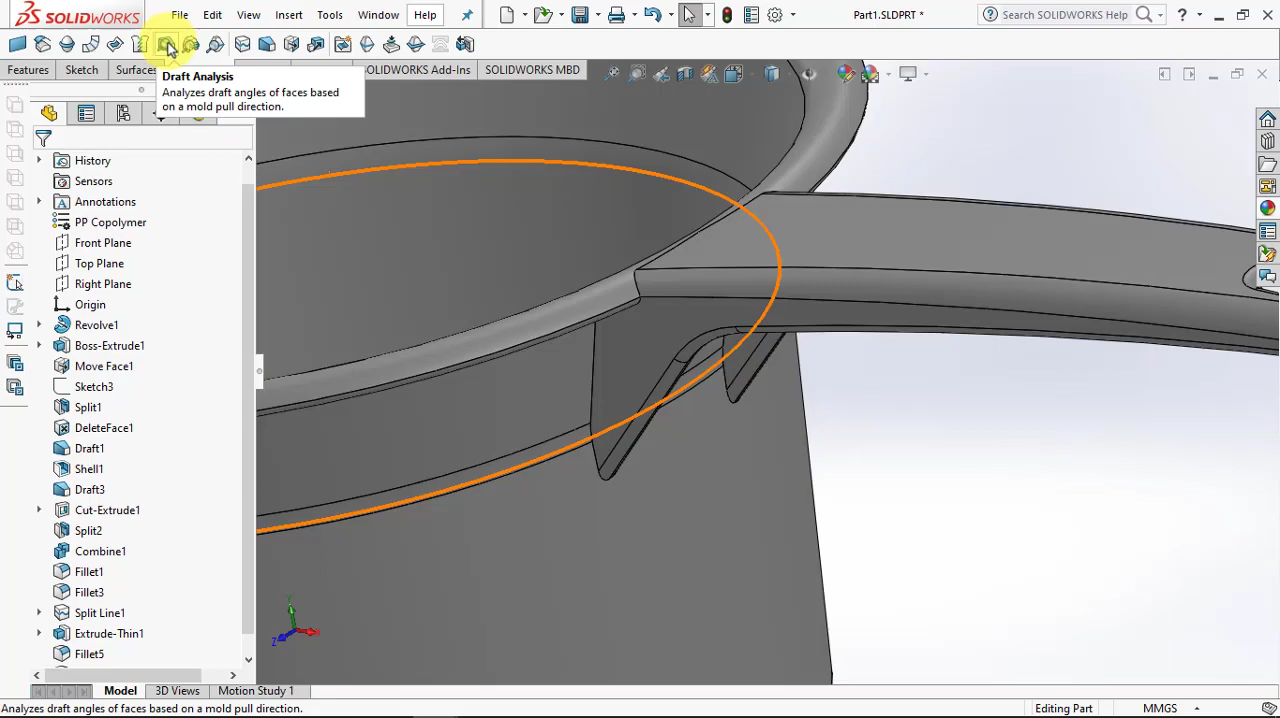 SOLIDWORKS
File Edit View Insert Tools Window Help
Part1.SLDPRT *
Search SOLIDWORKS Help
?
Features Sketch Surfaces SOLIDWORKS Add-Ins SOLIDWORKS MBD
Draft Analysis
Analyzes draft angles of faces based
on a mold pull direction.
History
Sensors
Annotations
PP Copolymer
Front Plane
Top Plane
Right Plane
Origin
Revolve1
Boss-Extrude1
Move Face1
Sketch3
Split1
DeleteFace1
Draft1
Shell1
Draft3
Cut-Extrude1
Split2
Combine1
Fillet1
Fillet3
Split Line1
Extrude-Thin1
Fillet5
Y
Z
X
Model 3D Views Motion Study 1
Analyzes draft angles of faces based on a mold pull direction. Editing Part MMGS